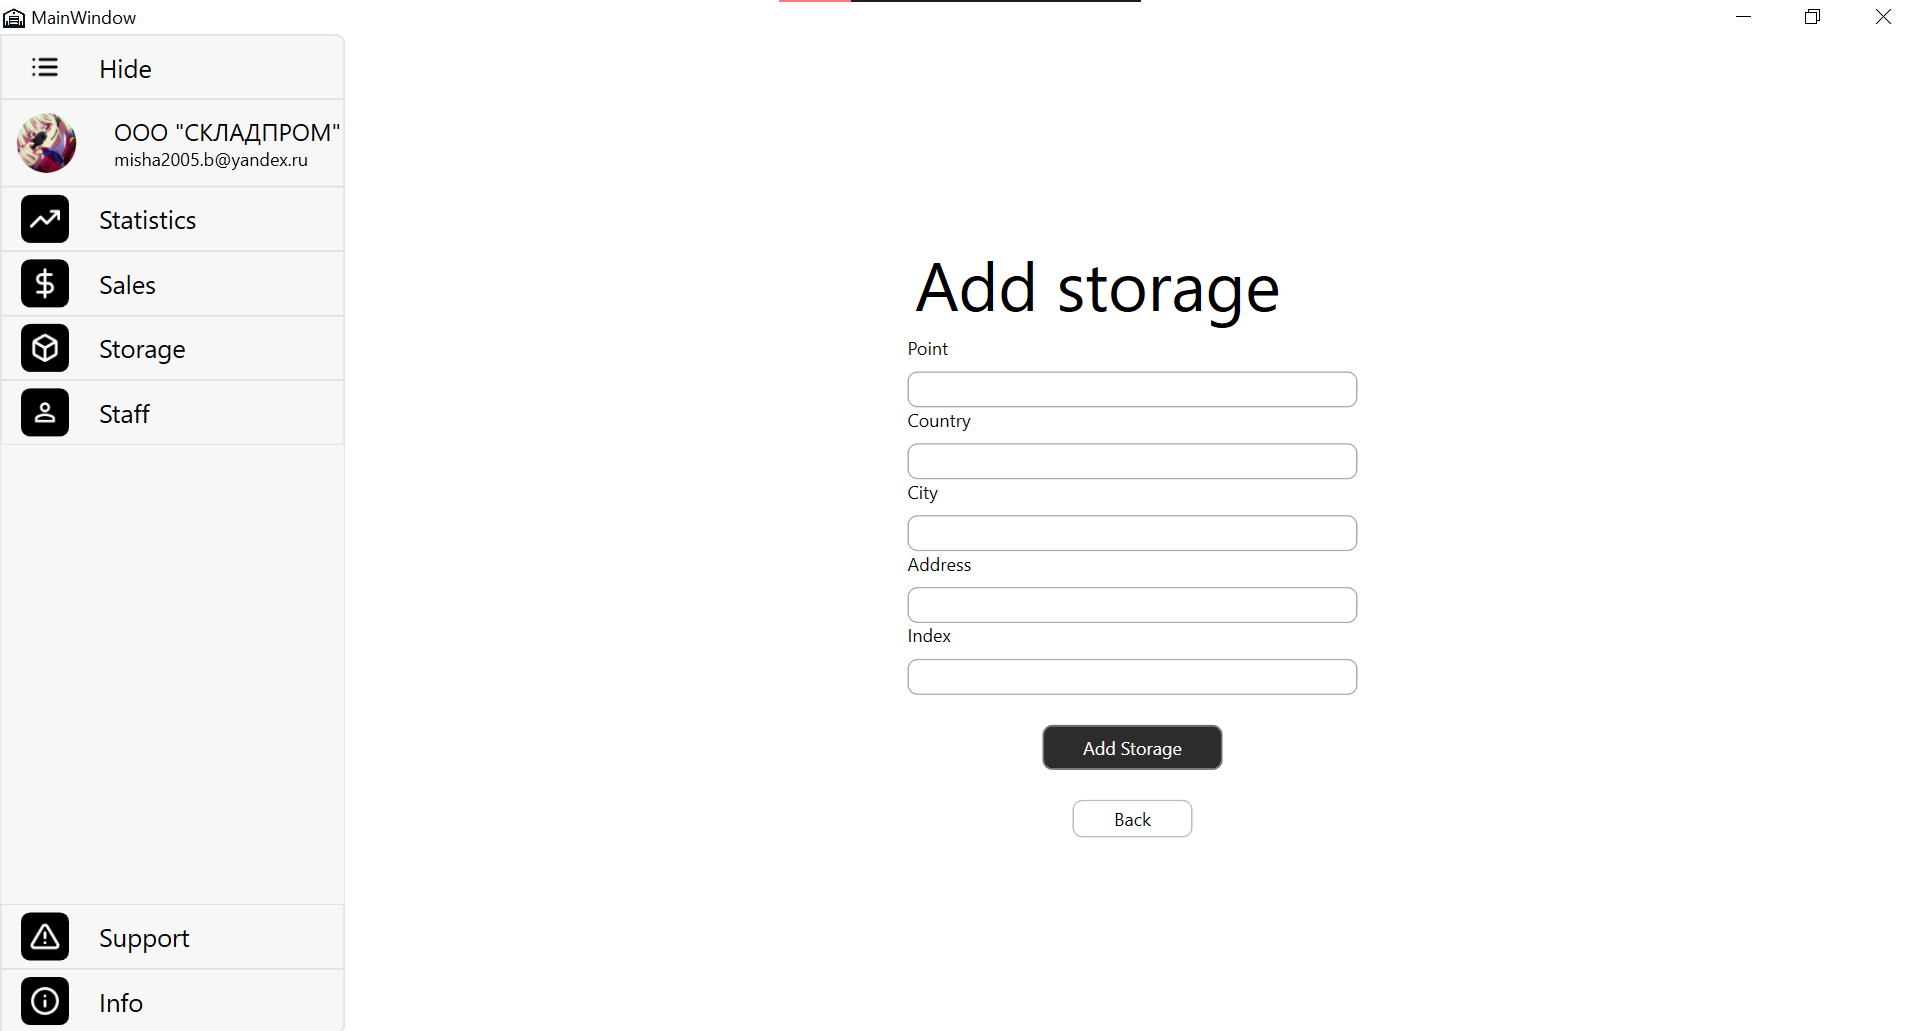 MainWindow
Hide
ООО "СКЛАДПРОМ"
misha2005.b@yandex.ru
Statistics
Sales
Storage
Staff
Support
Info
Add storage
Point
Country
City
Address
Index
Add Storage
Back